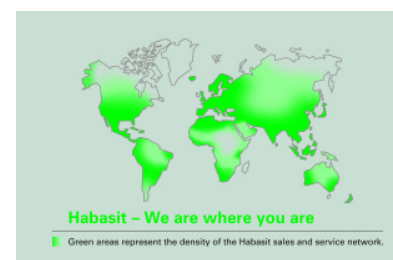 Habasit – We are where you are
Green areas represent the density of the Habasit sales and service network.